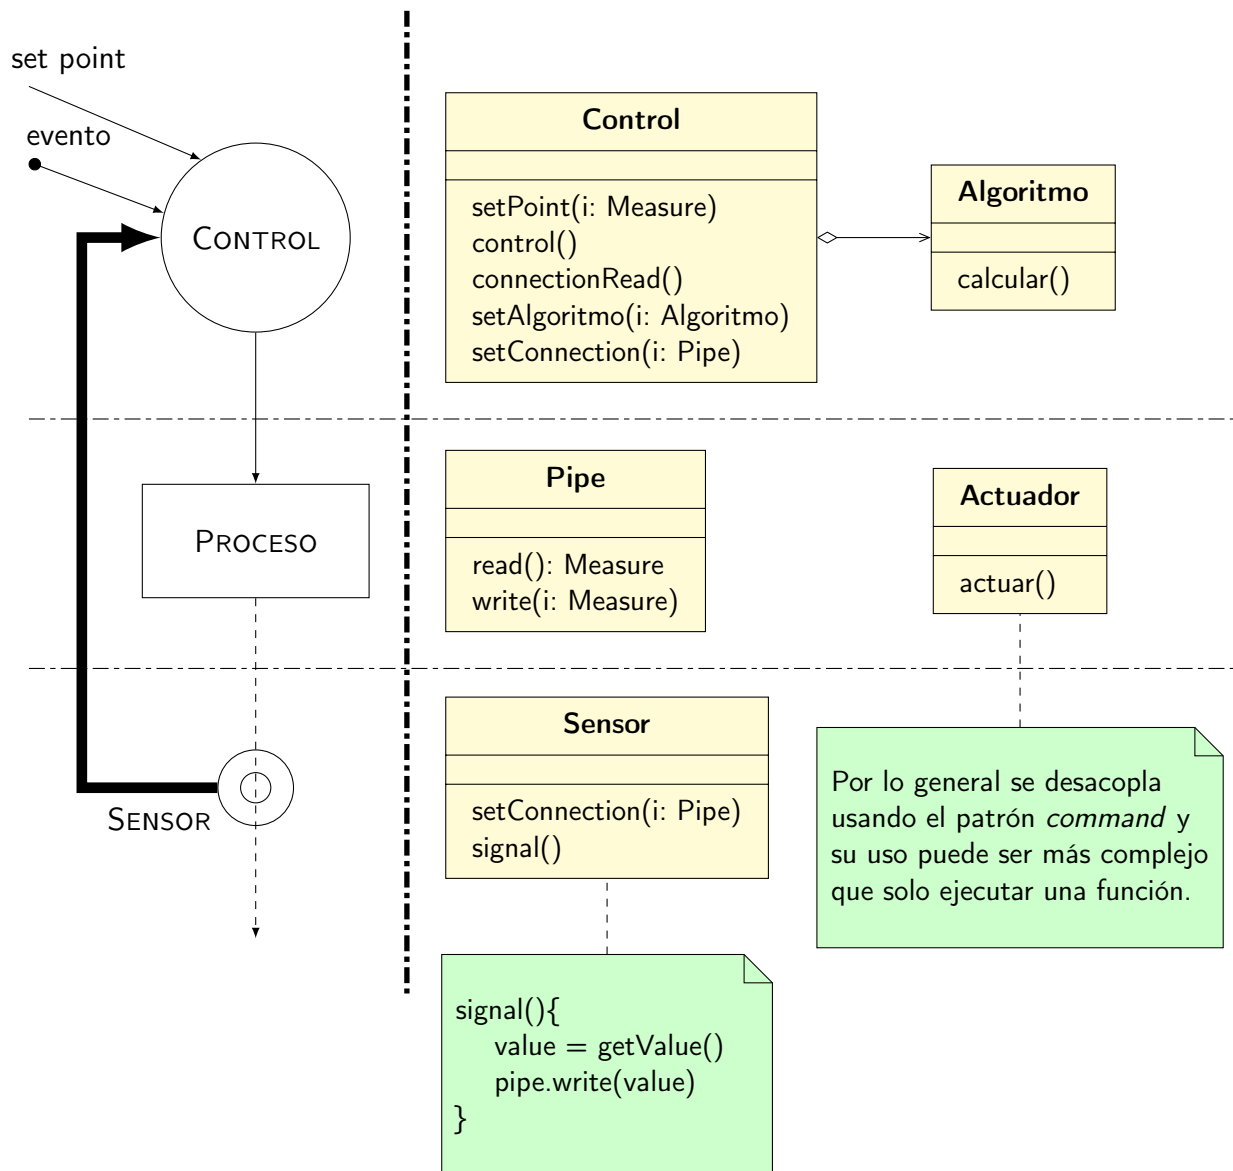 set point
evento
CONTROL
PROCESO
SENSOR
Control
setPoint(i: Measure)
control()
connectionRead()
setAlgoritmo(i: Algoritmo)
setConnection(i: Pipe)
Algoritmo
calcular()
Pipe
read(): Measure
write(i: Measure)
Actuador
actuar()
Sensor
setConnection(i: Pipe)
signal()
Por lo general se desacopla
usando el patrón command y
su uso puede ser más complejo
que solo ejecutar una función.
signal(){
value = getValue()
pipe.write(value)
}